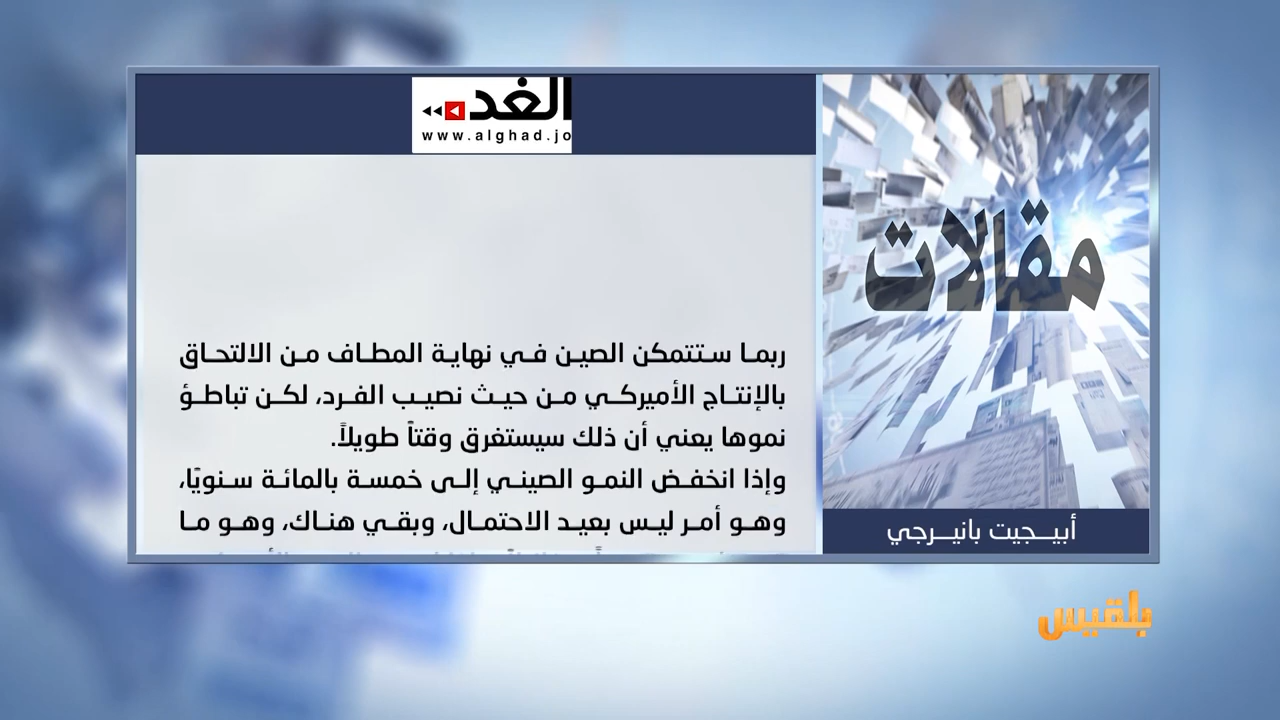 الغد
www.alghad.jo
مقالات
ربما ستتمكن الصين في نهاية المطاف من الالتحاق
بالإنتاج الأميركي من حيث نصيب الفرد، لكن تباطؤ
نموها يعني أن ذلك سيستغرق وقتاً طويلاً.
وإذا انخفض النمو الصيني إلى خمسة بالمائة سنويًا،
وهو أمر ليس بعيد الاحتمال، وبقي هناك، وهو ما
أبيجيت بانيرجي
بلقيس